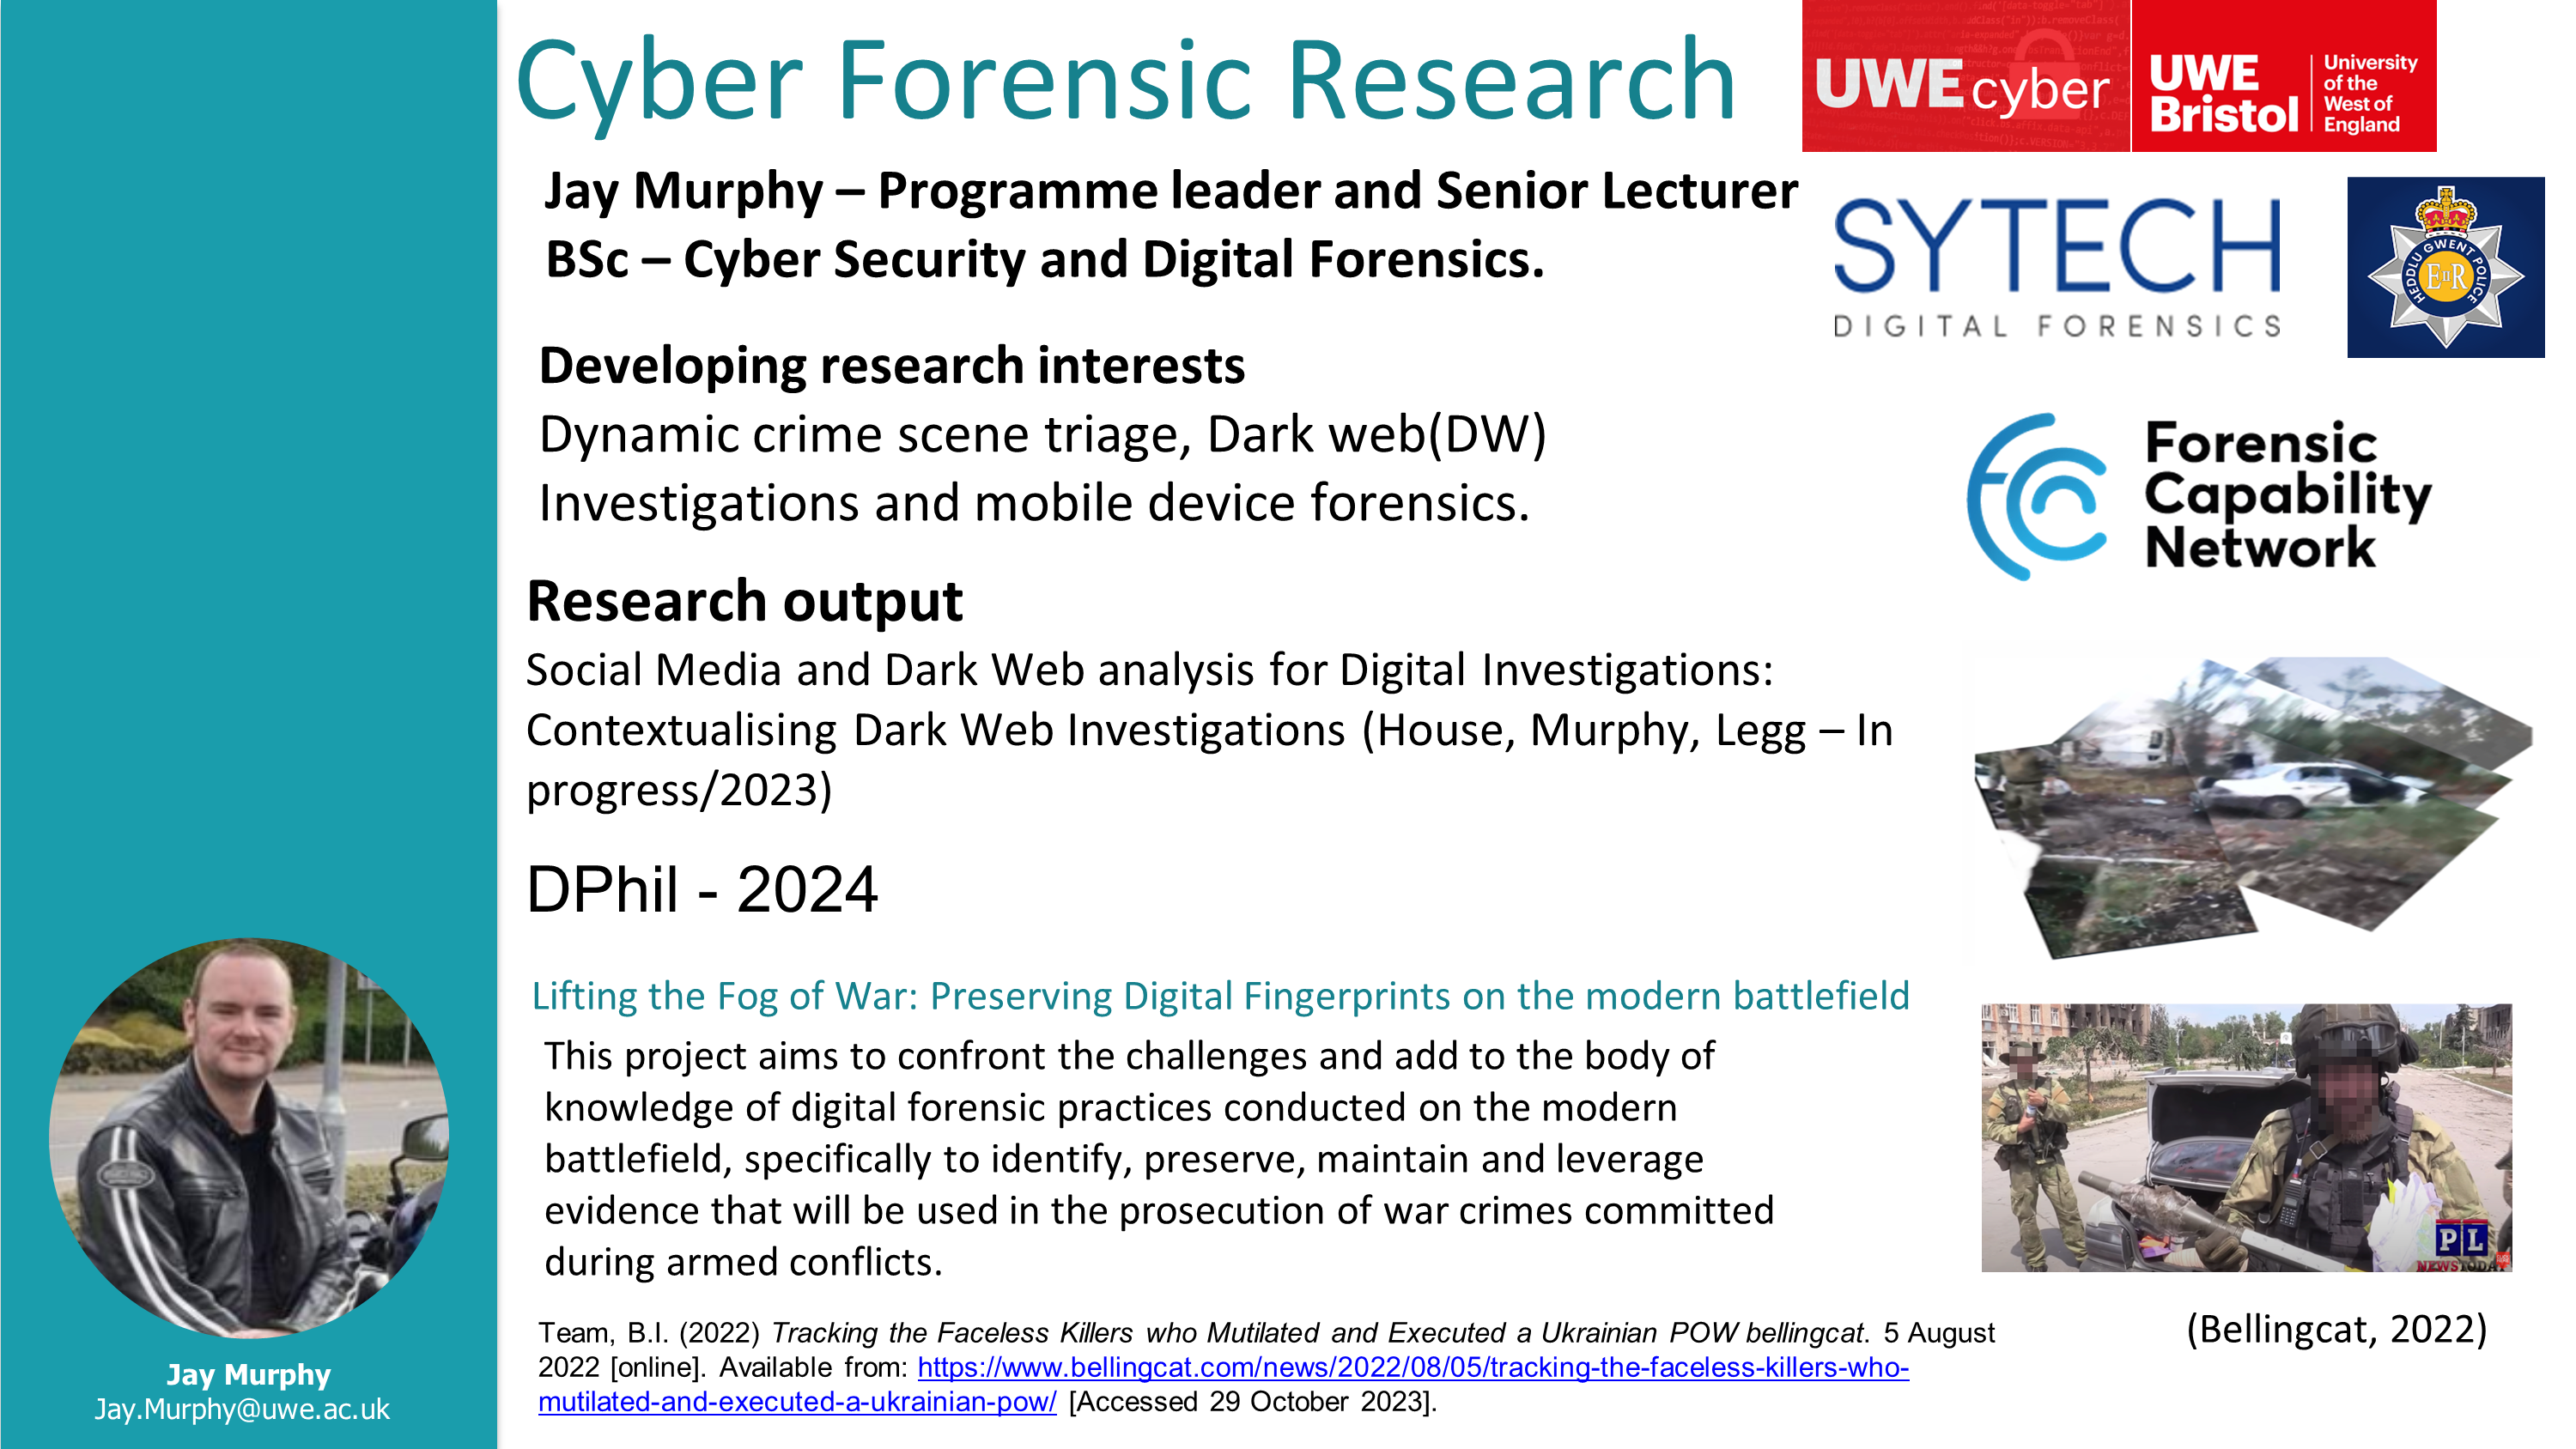 Cyber Forensic Research
UWEcyber
UWE
Bristol
University
of the
West of
England
Jay Murphy – Programme leader and Senior Lecturer
BSc – Cyber Security and Digital Forensics.
SYTECH
DIGITAL FORENSICS
HEDDLU GWENT POLICE
EIIR
Developing research interests
Dynamic crime scene triage, Dark web(DW)
Investigations and mobile device forensics.
Forensic
Capability
Network
Research output
Social Media and Dark Web analysis for Digital Investigations:
Contextualising Dark Web Investigations (House, Murphy, Legg – In
progress/2023)
DPhil - 2024
Lifting the Fog of War: Preserving Digital Fingerprints on the modern battlefield
This project aims to confront the challenges and add to the body of
knowledge of digital forensic practices conducted on the modern
battlefield, specifically to identify, preserve, maintain and leverage
evidence that will be used in the prosecution of war crimes committed
during armed conflicts.
PL
NEWSTODAY
(Bellingcat, 2022)
Team, B.I. (2022) Tracking the Faceless Killers who Mutilated and Executed a Ukrainian POW bellingcat. 5 August
2022 [online]. Available from: https://www.bellingcat.com/news/2022/08/05/tracking-the-faceless-killers-who-
mutilated-and-executed-a-ukrainian-pow/ [Accessed 29 October 2023].
Jay Murphy
Jay.Murphy@uwe.ac.uk